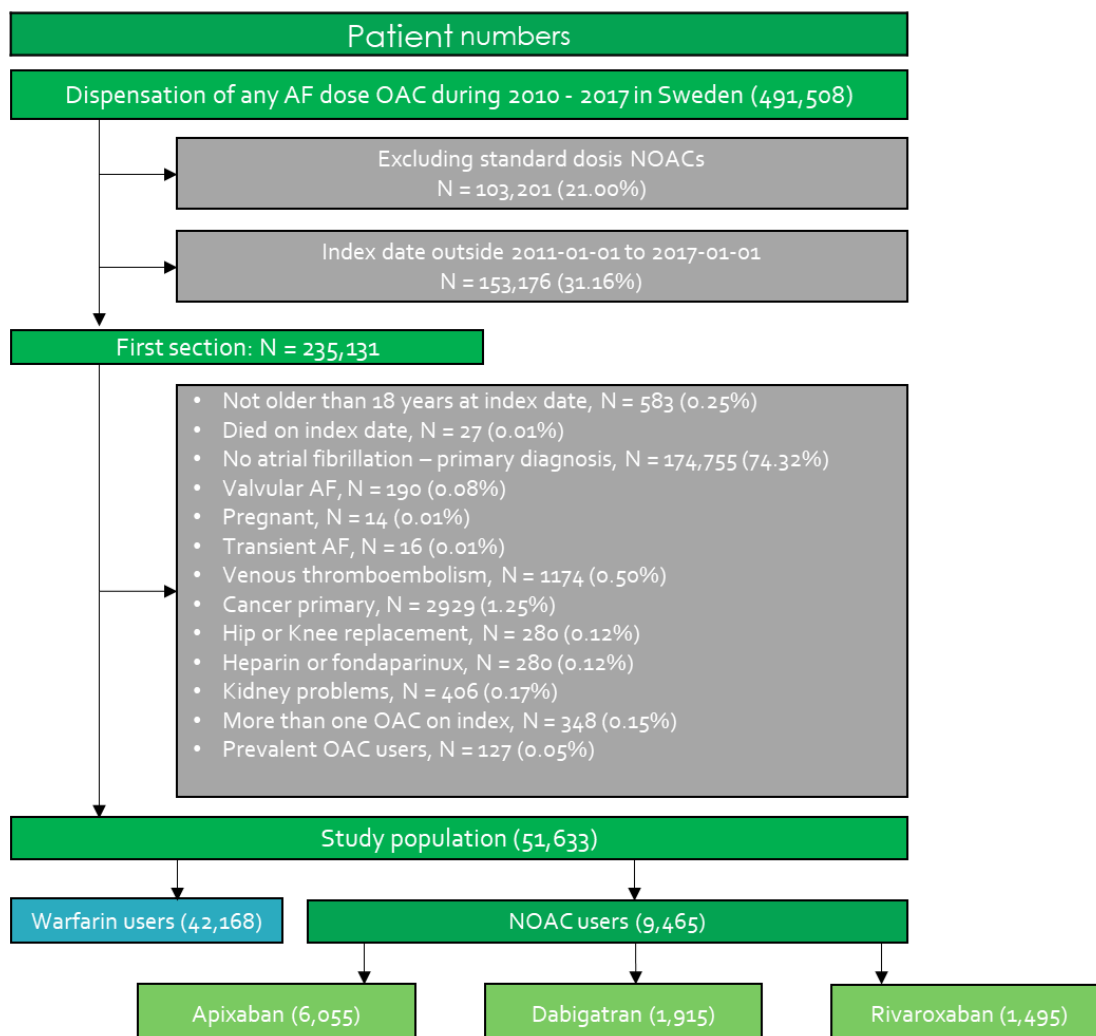 Patient numbers
Dispensation of any AF dose OAC during 2010 - 2017 in Sweden (491,508)
Excluding standard dosis NOACs
N = 103,201 (21.00%)
Index date outside 2011-01-01 to 2017-01-01
N = 153,176 (31.16%)
First section: N = 235,131
• Not older than 18 years at index date, N = 583 (0.25%)
• Died on index date, N = 27 (0.01%)
• No atrial fibrillation – primary diagnosis, N = 174,755 (74.32%)
• Valvular AF, N = 190 (0.08%)
• Pregnant, N = 14 (0.01%)
• Transient AF, N = 16 (0.01%)
• Venous thromboembolism, N = 1174 (0.50%)
• Cancer primary, N = 2929 (1.25%)
• Hip or Knee replacement, N = 280 (0.12%)
• Heparin or fondaparinux, N = 280 (0.12%)
• Kidney problems, N = 406 (0.17%)
• More than one OAC on index, N = 348 (0.15%)
• Prevalent OAC users, N = 127 (0.05%)
Study population (51,633)
Warfarin users (42,168)
NOAC users (9,465)
Apixaban (6,055)
Dabigatran (1,915)
Rivaroxaban (1,495)